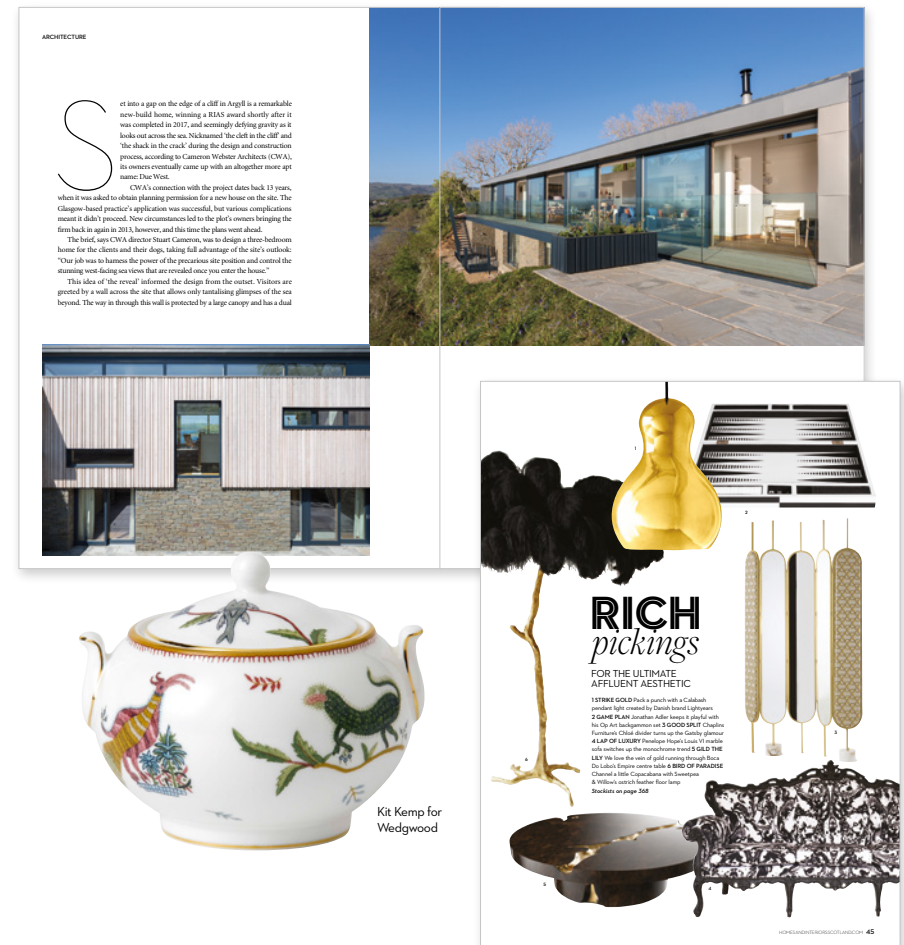 ARCHITECTURE
Set into a gap on the edge of a cliff in Argyll is a remarkable
new-build home, winning a RIAS award shortly after it
was completed in 2017, and seemingly defying gravity as it
looks out across the sea. Nicknamed ‘the cleft in the cliff’ and
‘the shack in the crack’ during the design and construction
process, according to Cameron Webster Architects (CWA),
its owners eventually came up with an altogether more apt
name: Due West.
CWA’s connection with the project dates back 13 years,
when it was asked to obtain planning permission for a new house on the site. The
Glasgow-based practice’s application was successful, but various complications
meant it didn’t proceed. New circumstances led to the plot’s owners bringing the
firm back in again in 2013, however, and this time the plans went ahead.
The brief, says CWA director Stuart Cameron, was to design a three-bedroom
home for the clients and their dogs, taking full advantage of the site’s outlook:
“Our job was to harness the power of the precarious site position and control the
stunning west-facing sea views that are revealed once you enter the house.”
This idea of ‘the reveal’ informed the design from the outset. Visitors are
greeted by a wall across the site that allows only tantalising glimpses of the sea
beyond. The way in through this wall is protected by a large canopy and has a dual
Kit Kemp for
Wedgwood
1
2
3
RICH
pickings
FOR THE ULTIMATE
AFFLUENT AESTHETIC
1 STRIKE GOLD Pack a punch with a Calabash
pendant light created by Danish brand Lightyears
2 GAME PLAN Jonathan Adler keeps it playful with
his Op Art backgammon set 3 GOOD SPLIT Chaplins
Furniture’s Chloé divider turns up the Gatsby glamour
4 LAP OF LUXURY Penelope Hope’s Louis VI marble
sofa switches up the monochrome trend 5 GILD THE
LILY We love the vein of gold running through Boca
Do Lobo’s Empire centre table 6 BIRD OF PARADISE
Channel a little Copacabana with Sweetpea
& Willow’s ostrich feather floor lamp
Stockists on page 368
6
5
4
HOMESANDINTERIORSSCOTLAND.COM 45